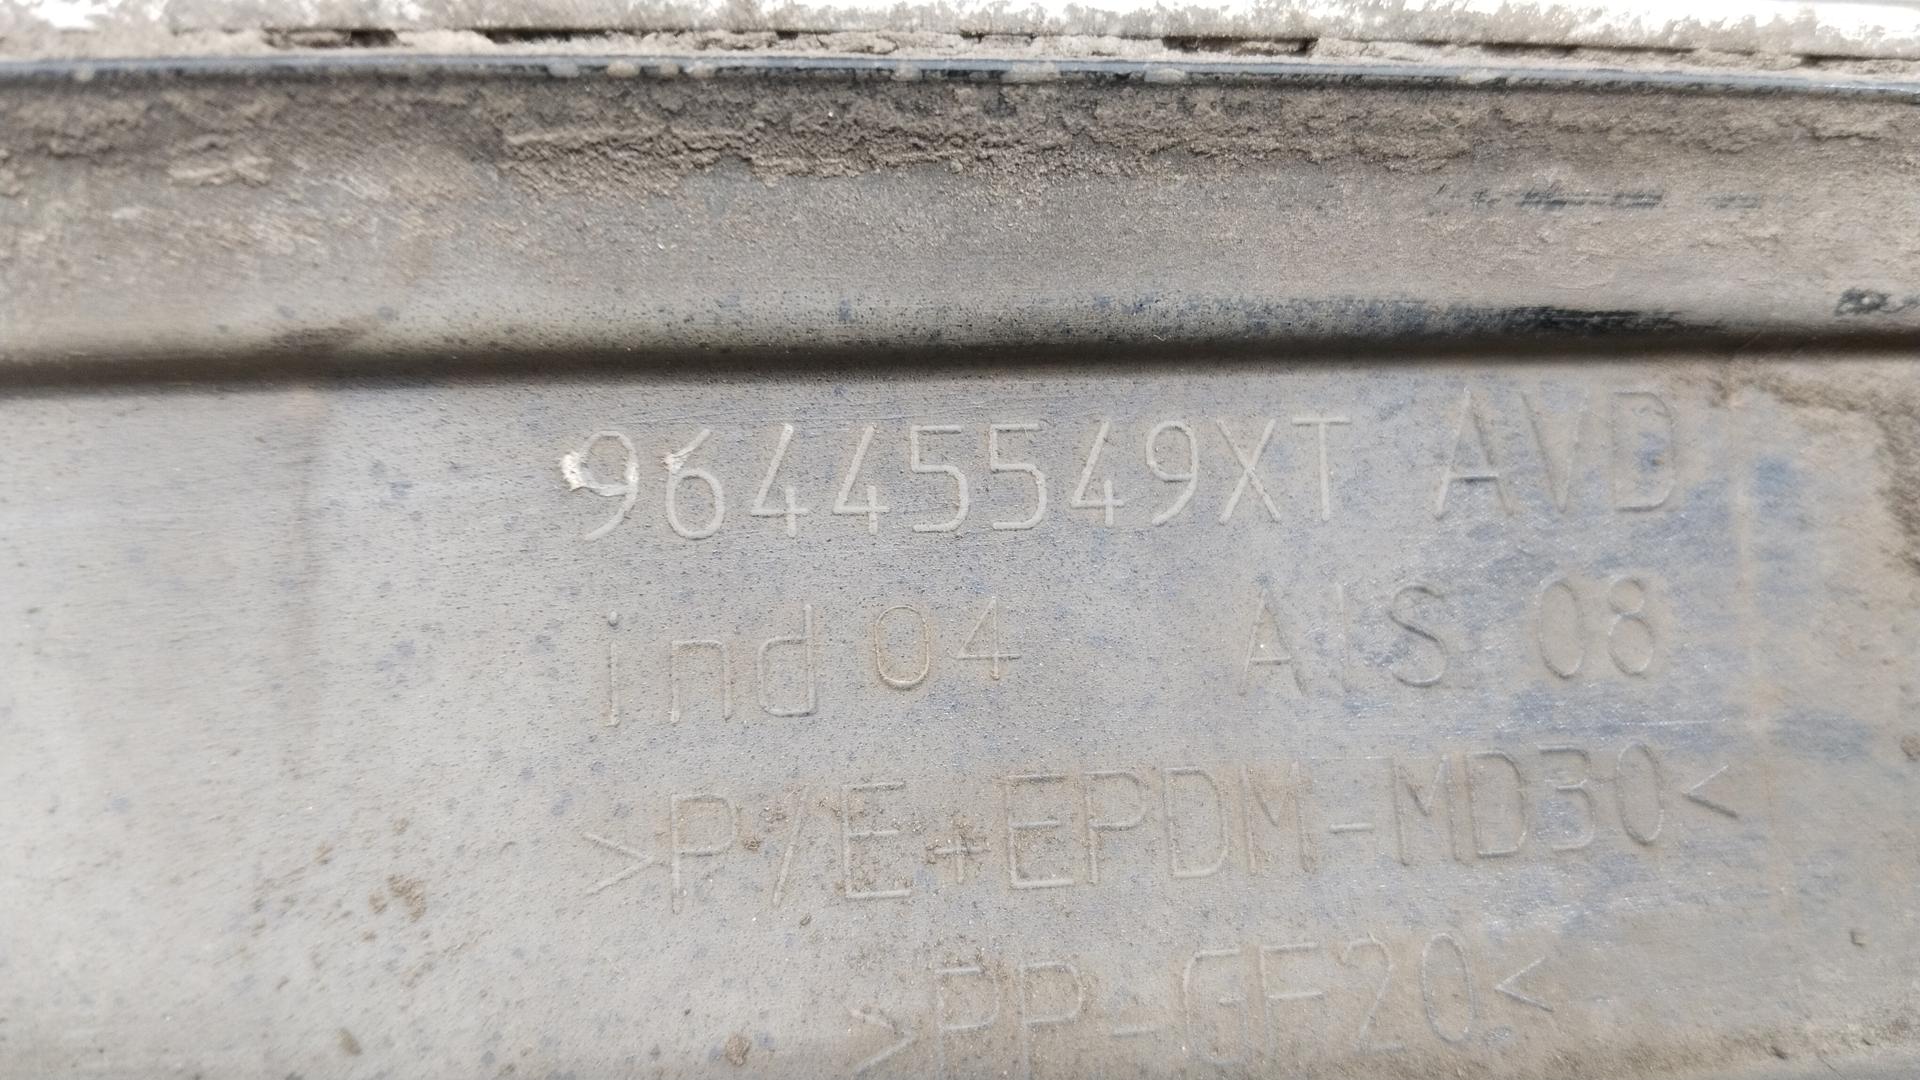 96445549XT AVD
ind 04 AIS 08
>P/E+EPDM-MD30<
>PP-GF20<